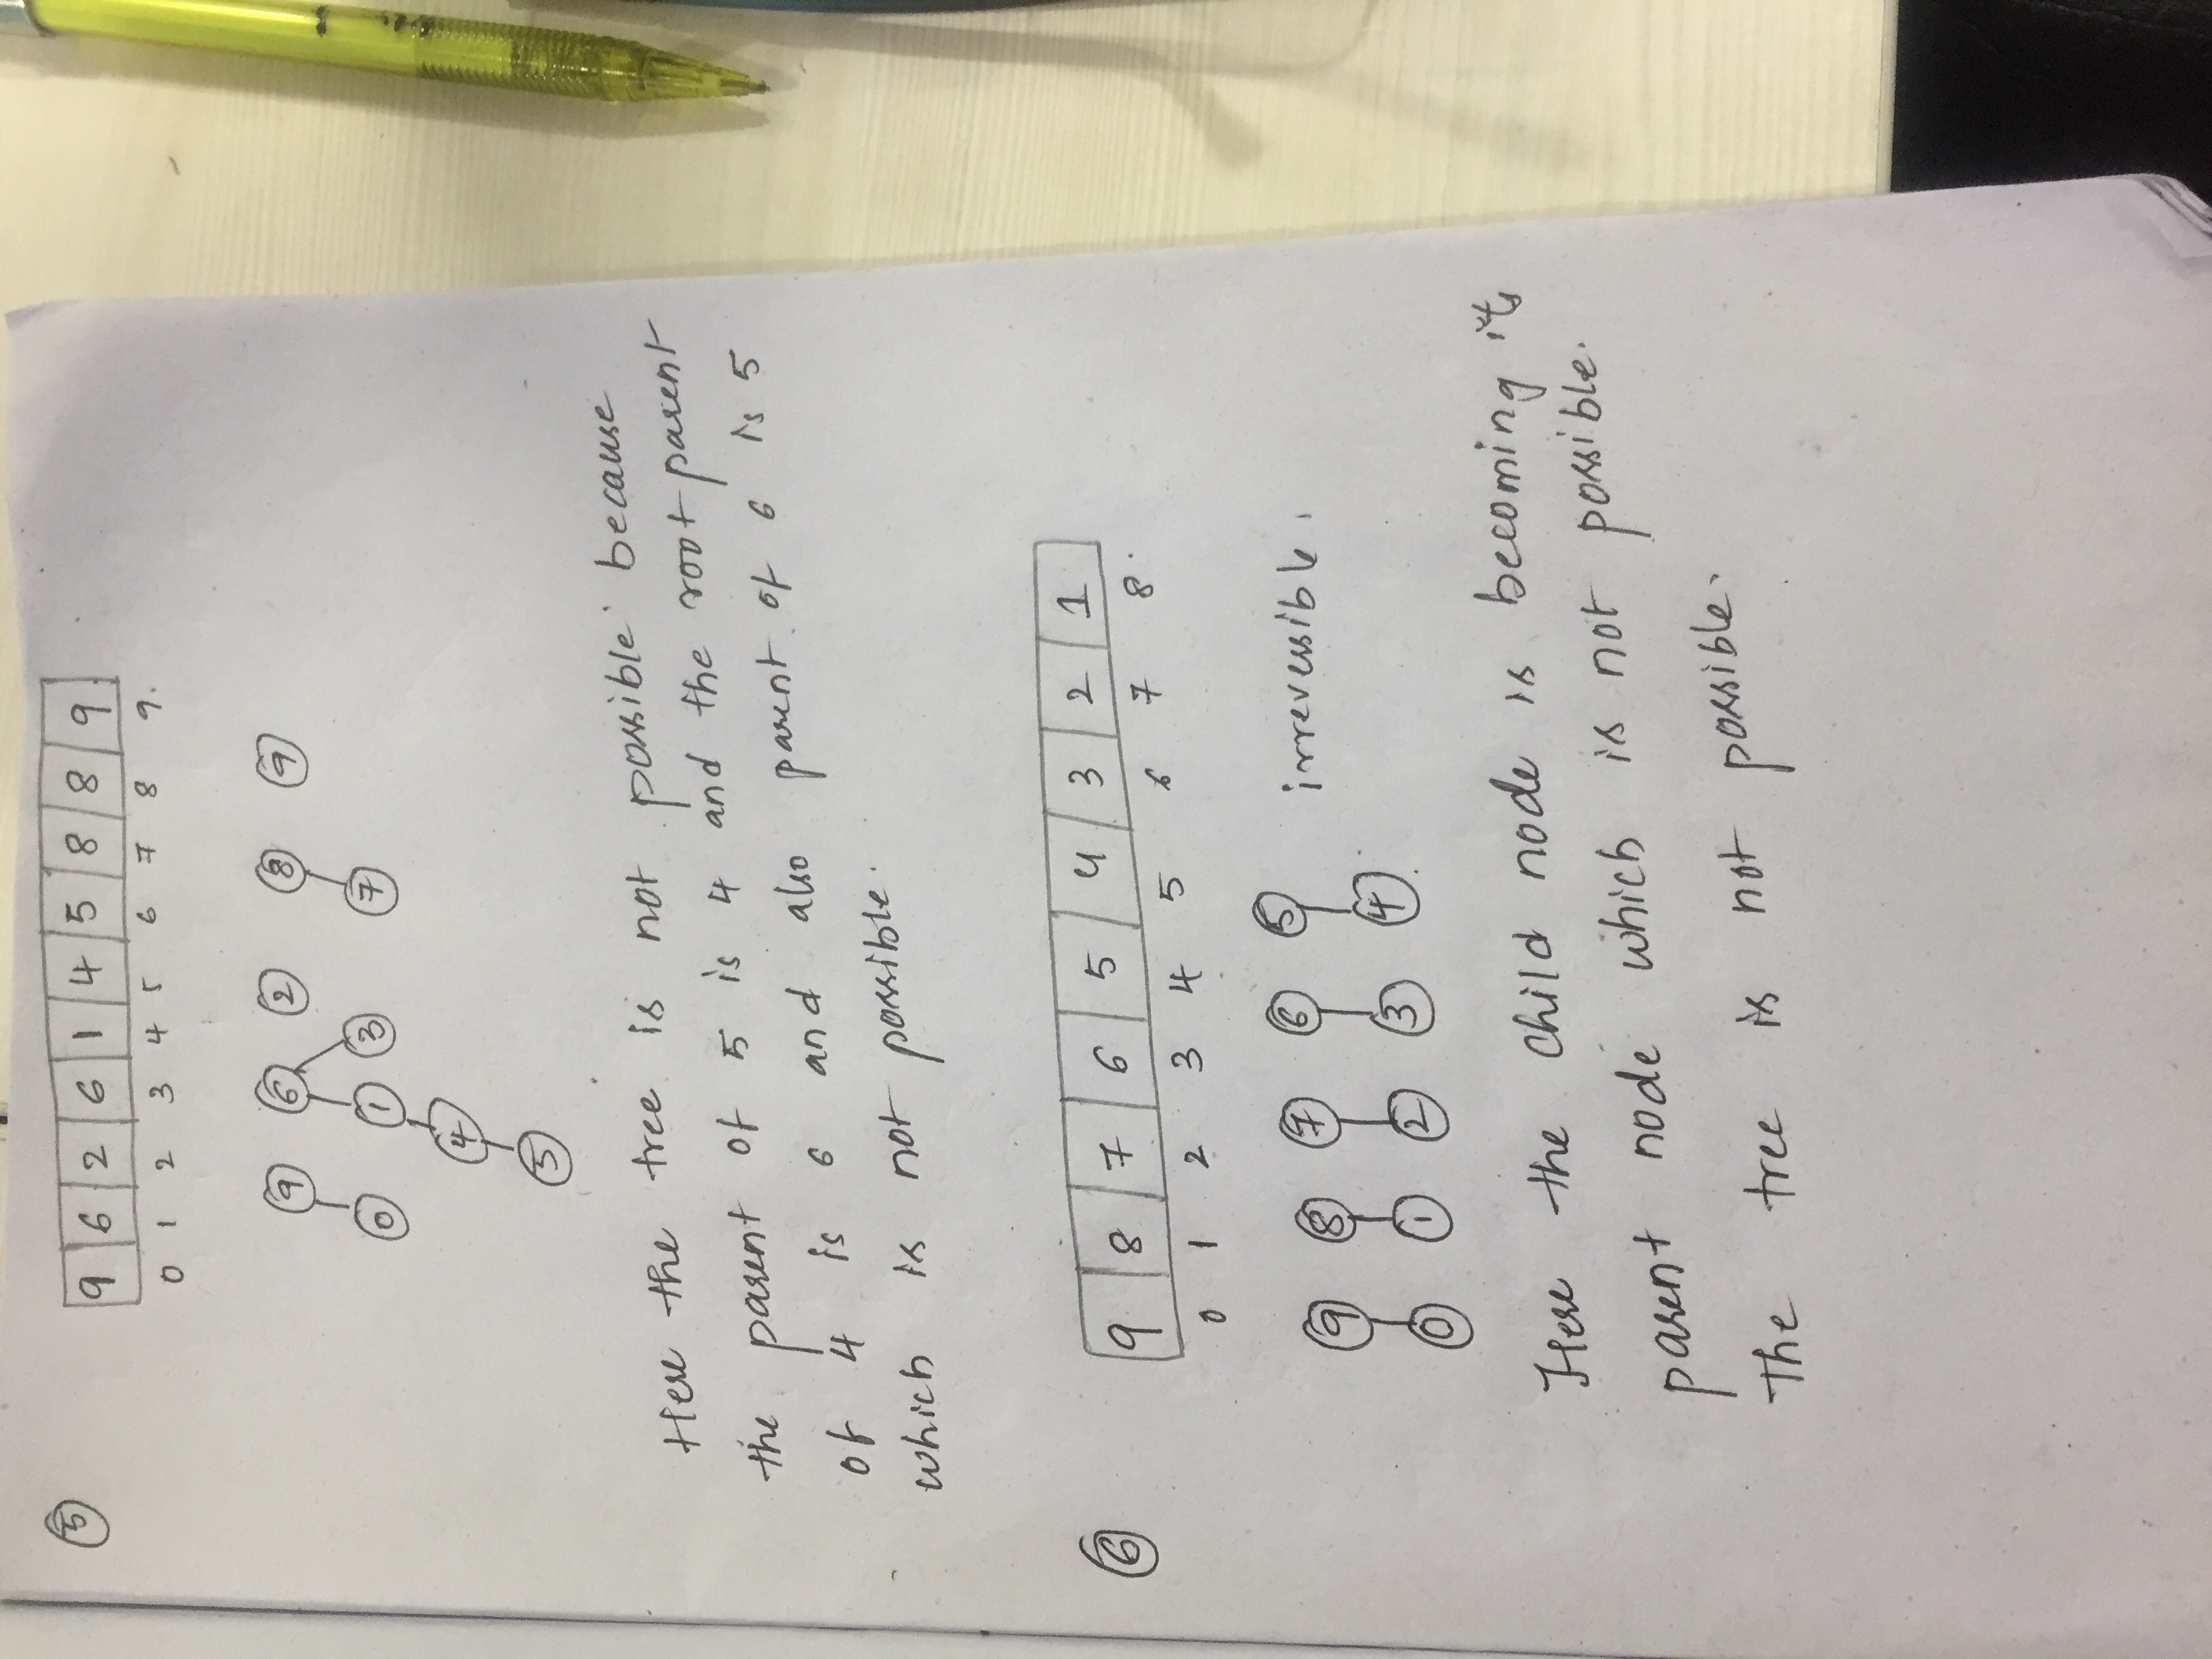 5
9 6 2 6 1 4 5 8 8 9
0 1 2 3 4 5 6 7 8 9.
9 6 2 8 9
0 1 3 7
4
5
Here the tree is not possible because
the parent of 5 is 4 and the root parent
of 4 is 6 and also parent of 6 is 5
which is not possible.
6
9 8 7 6 5 4 3 2 1
0 1 2 3 4 5 6 7 8.
9 8 7 6 5 irreversible.
0 1 2 3 4
Here the child node is becoming its
parent node which is not possible.
The tree is not possible.